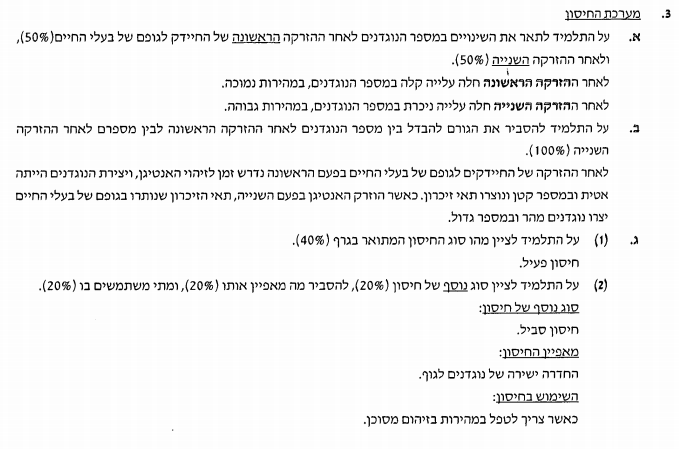 3. מערכת החיסון
א. על התלמיד לתאר את השינויים במספר הנוגדנים לאחר ההזרקה הראשונה של החיידק לגופם של בעלי החיים (50%),
ולאחר ההזרקה השנייה (50%).
לאחר ההזרקה הראשונה חלה עלייה קלה במספר הנוגדנים, במהירות נמוכה.
לאחר ההזרקה השנייה חלה עלייה ניכרת במספר הנוגדנים, במהירות גבוהה.
ב. על התלמיד להסביר את הגורם להבדל בין מספר הנוגדנים לאחר ההזרקה הראשונה לבין מספרם לאחר ההזרקה
השנייה (100%).
לאחר ההזרקה של החיידקים לגופם של בעלי החיים בפעם הראשונה נדרש זמן לזיהוי האנטיגן, ויצירת הנוגדנים הייתה
אטית ובמספר קטן ונוצרו תאי זיכרון. כאשר הוזרק האנטיגן בפעם השנייה, תאי הזיכרון שנותרו בגופם של בעלי החיים
יצרו נוגדנים מהר ובמספר גדול.
ג. (1) על התלמיד לציין מהו סוג החיסון המתואר בגרף (40%).
חיסון פעיל.
(2) על התלמיד לציין סוג נוסף של חיסון (20%), להסביר מה מאפיין אותו (20%), ומתי משתמשים בו (20%).
סוג נוסף של חיסון:
חיסון סביל.
מאפיין החיסון:
החדרה ישירה של נוגדנים לגוף.
השימוש בחיסון:
כאשר צריך לטפל במהירות בזיהום מסוכן.